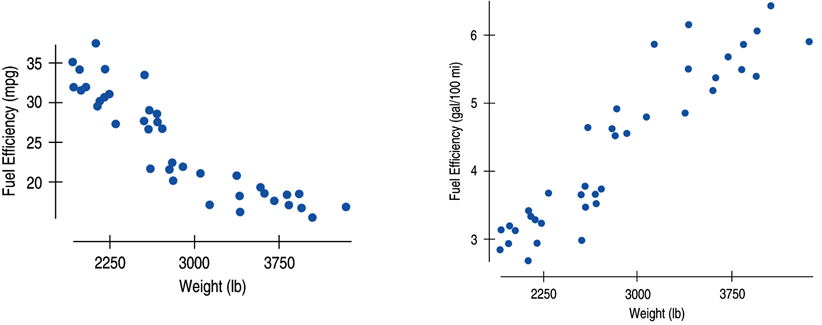 Fuel Efficiency (mpg)
35
30
25
20
2250 3000 3750
Weight (lb)
Fuel Efficiency (gal/100 mi)
6
5
4
3
2250 3000 3750
Weight (lb)